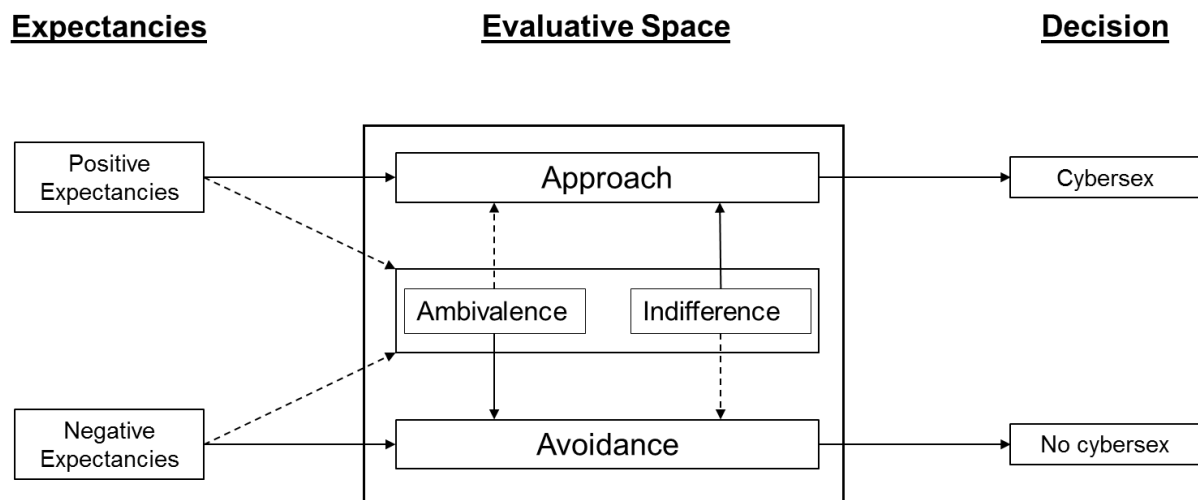 Expectancies
Evaluative Space
Decision
Positive
Expectancies
Approach
Cybersex
Ambivalence
Indifference
Negative
Expectancies
Avoidance
No cybersex